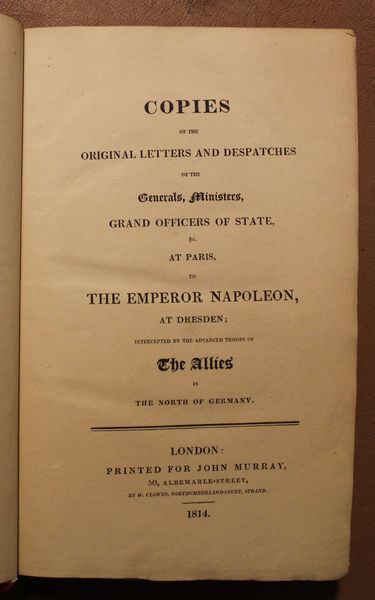 COPIES
OF THE
ORIGINAL LETTERS AND DESPATCHES
OF THE
Generals, Ministers,
GRAND OFFICERS OF STATE,
&c.
AT PARIS,
TO
THE EMPEROR NAPOLEON,
AT DRESDEN;
INTERCEPTED BY THE ADVANCED TROOPS OF
The Allies
IN
THE NORTH OF GERMANY.
LONDON:
PRINTED FOR JOHN MURRAY,
50, ALBEMARLE-STREET,
BY W. CLOWES, NORTHUMBERLAND-COURT, STRAND.
1814.